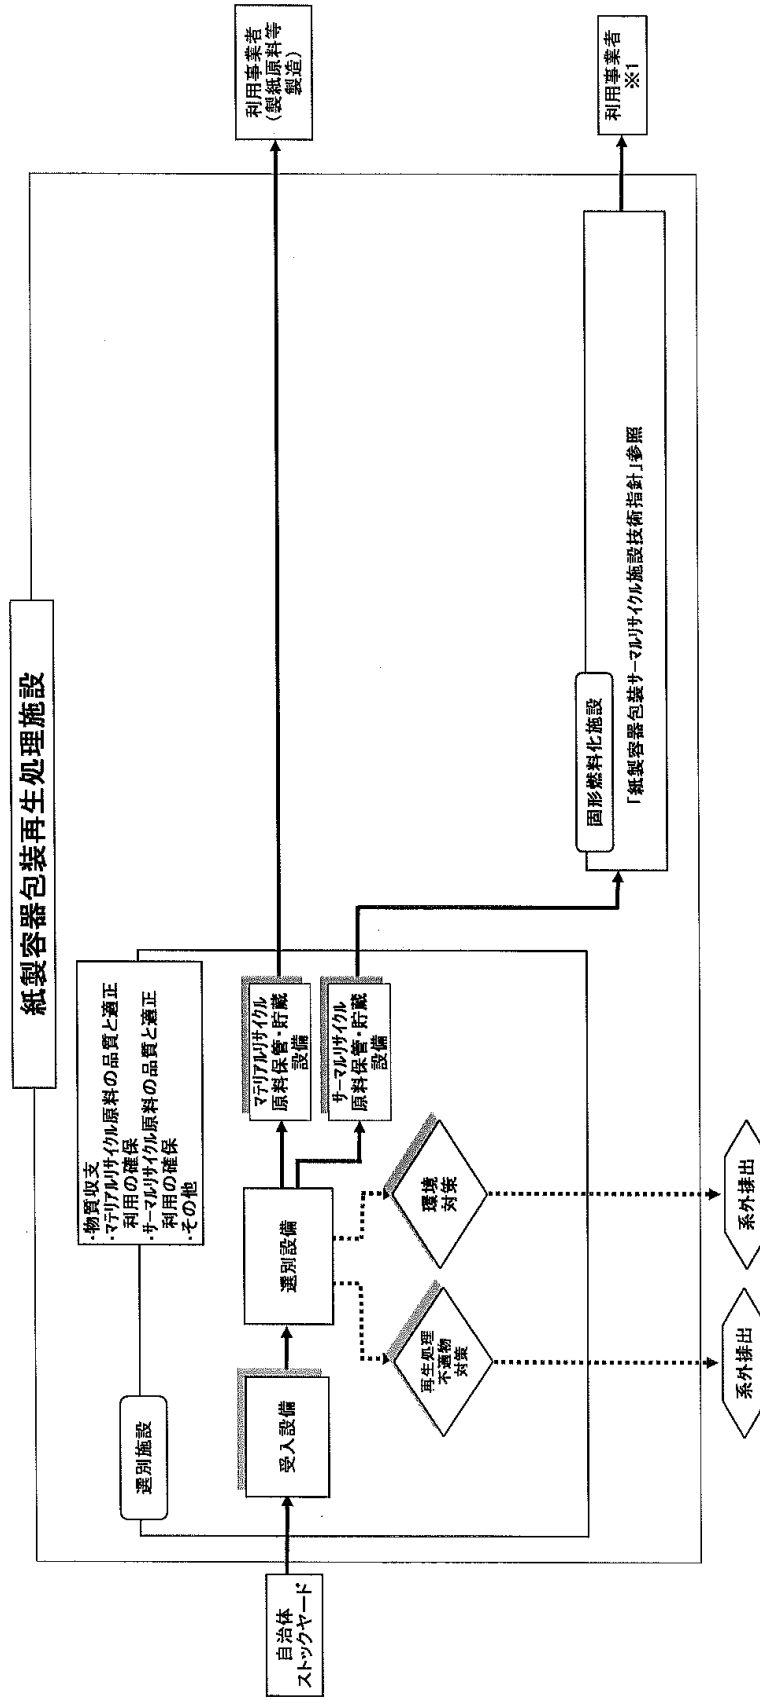 紙製容器包装再生処理施設
選別施設
・物質収支
・マテリアルリサイクル原料の品質と適正
利用の確保
・サーマルリサイクル原料の品質と適正
利用の確保
・その他
自治体
ストックヤード
受入設備
選別設備
マテリアルリサイクル
原料保管・貯蔵
設備
サーマルリサイクル
原料保管・貯蔵
設備
再生処理
不適物
対策
環境
対策
系外排出
系外排出
固形燃料化施設
「紙製容器包装サーマルリサイクル施設技術指針」参照
利用事業者
（製紙原料等
製造）
利用事業者
※1